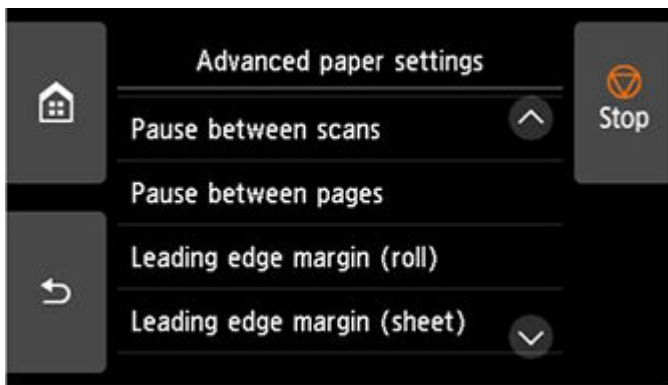 Advanced paper settings
Pause between scans
Stop
Pause between pages
Leading edge margin (roll)
Leading edge margin (sheet)